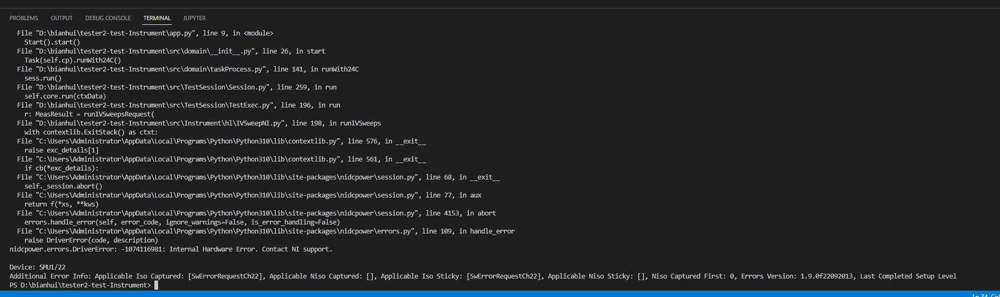 PROBLEMS OUTPUT DEBUG CONSOLE TERMINAL JUPYTER
File "D:\bianhui\tester2-test-Instrument\app.py", line 9, in <module>
Start().start()
File "D:\bianhui\tester2-test-Instrument\src\domain\__init__.py", line 26, in start
Task(self.cp).runWith24C()
File "D:\bianhui\tester2-test-Instrument\src\domain\taskProcess.py", line 141, in runWith24C
sess.run()
File "D:\bianhui\tester2-test-Instrument\src\TestSession\Session.py", line 259, in run
self.core.run(ctxData)
File "D:\bianhui\tester2-test-Instrument\src\TestSession\TestExec.py", line 196, in run
r: MeasResult = runIVSweepsRequest(
File "D:\bianhui\tester2-test-Instrument\src\Instrument\hl\IVSweepNI.py", line 198, in runIVSweeps
with contextlib.ExitStack() as ctxt:
File "C:\Users\Administrator\AppData\Local\Programs\Python\Python310\lib\contextlib.py", line 576, in __exit__
raise exc_details[1]
File "C:\Users\Administrator\AppData\Local\Programs\Python\Python310\lib\contextlib.py", line 561, in __exit__
if cb(*exc_details):
File "C:\Users\Administrator\AppData\Local\Programs\Python\Python310\lib\site-packages\nidcpower\session.py", line 68, in __exit__
self._session.abort()
File "C:\Users\Administrator\AppData\Local\Programs\Python\Python310\lib\site-packages\nidcpower\session.py", line 77, in aux
return f(*xs, **kws)
File "C:\Users\Administrator\AppData\Local\Programs\Python\Python310\lib\site-packages\nidcpower\session.py", line 4153, in abort
errors.handle_error(self, error_code, ignore_warnings=False, is_error_handling=False)
File "C:\Users\Administrator\AppData\Local\Programs\Python\Python310\lib\site-packages\nidcpower\errors.py", line 109, in handle_error
raise DriverError(code, description)
nidcpower.errors.DriverError: -1074116981: Internal Hardware Error. Contact NI support.
Device: SMU1/22
Additional Error Info: Applicable Iso Captured: [SwErrorRequestCh22], Applicable Niso Captured: [], Applicable Iso Sticky: [SwErrorRequestCh22], Applicable Niso Sticky: [], Niso Captured First: 0, Errors Version: 1.9.0f22092013, Last Completed Setup Level
PS D:\bianhui\tester2-test-Instrument>